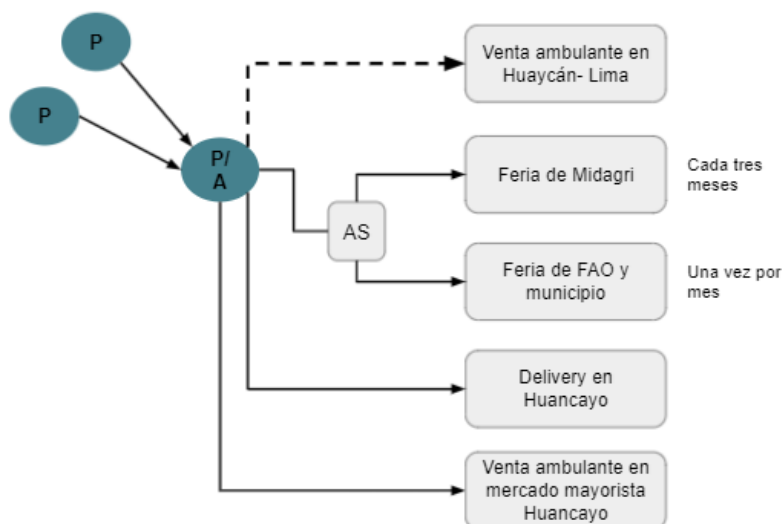 P
P
P/
A
AS
Venta ambulante en
Huaycán- Lima
Feria de Midagri
Cada tres
meses
Feria de FAO y
municipio
Una vez por
mes
Delivery en
Huancayo
Venta ambulante en
mercado mayorista
Huancayo